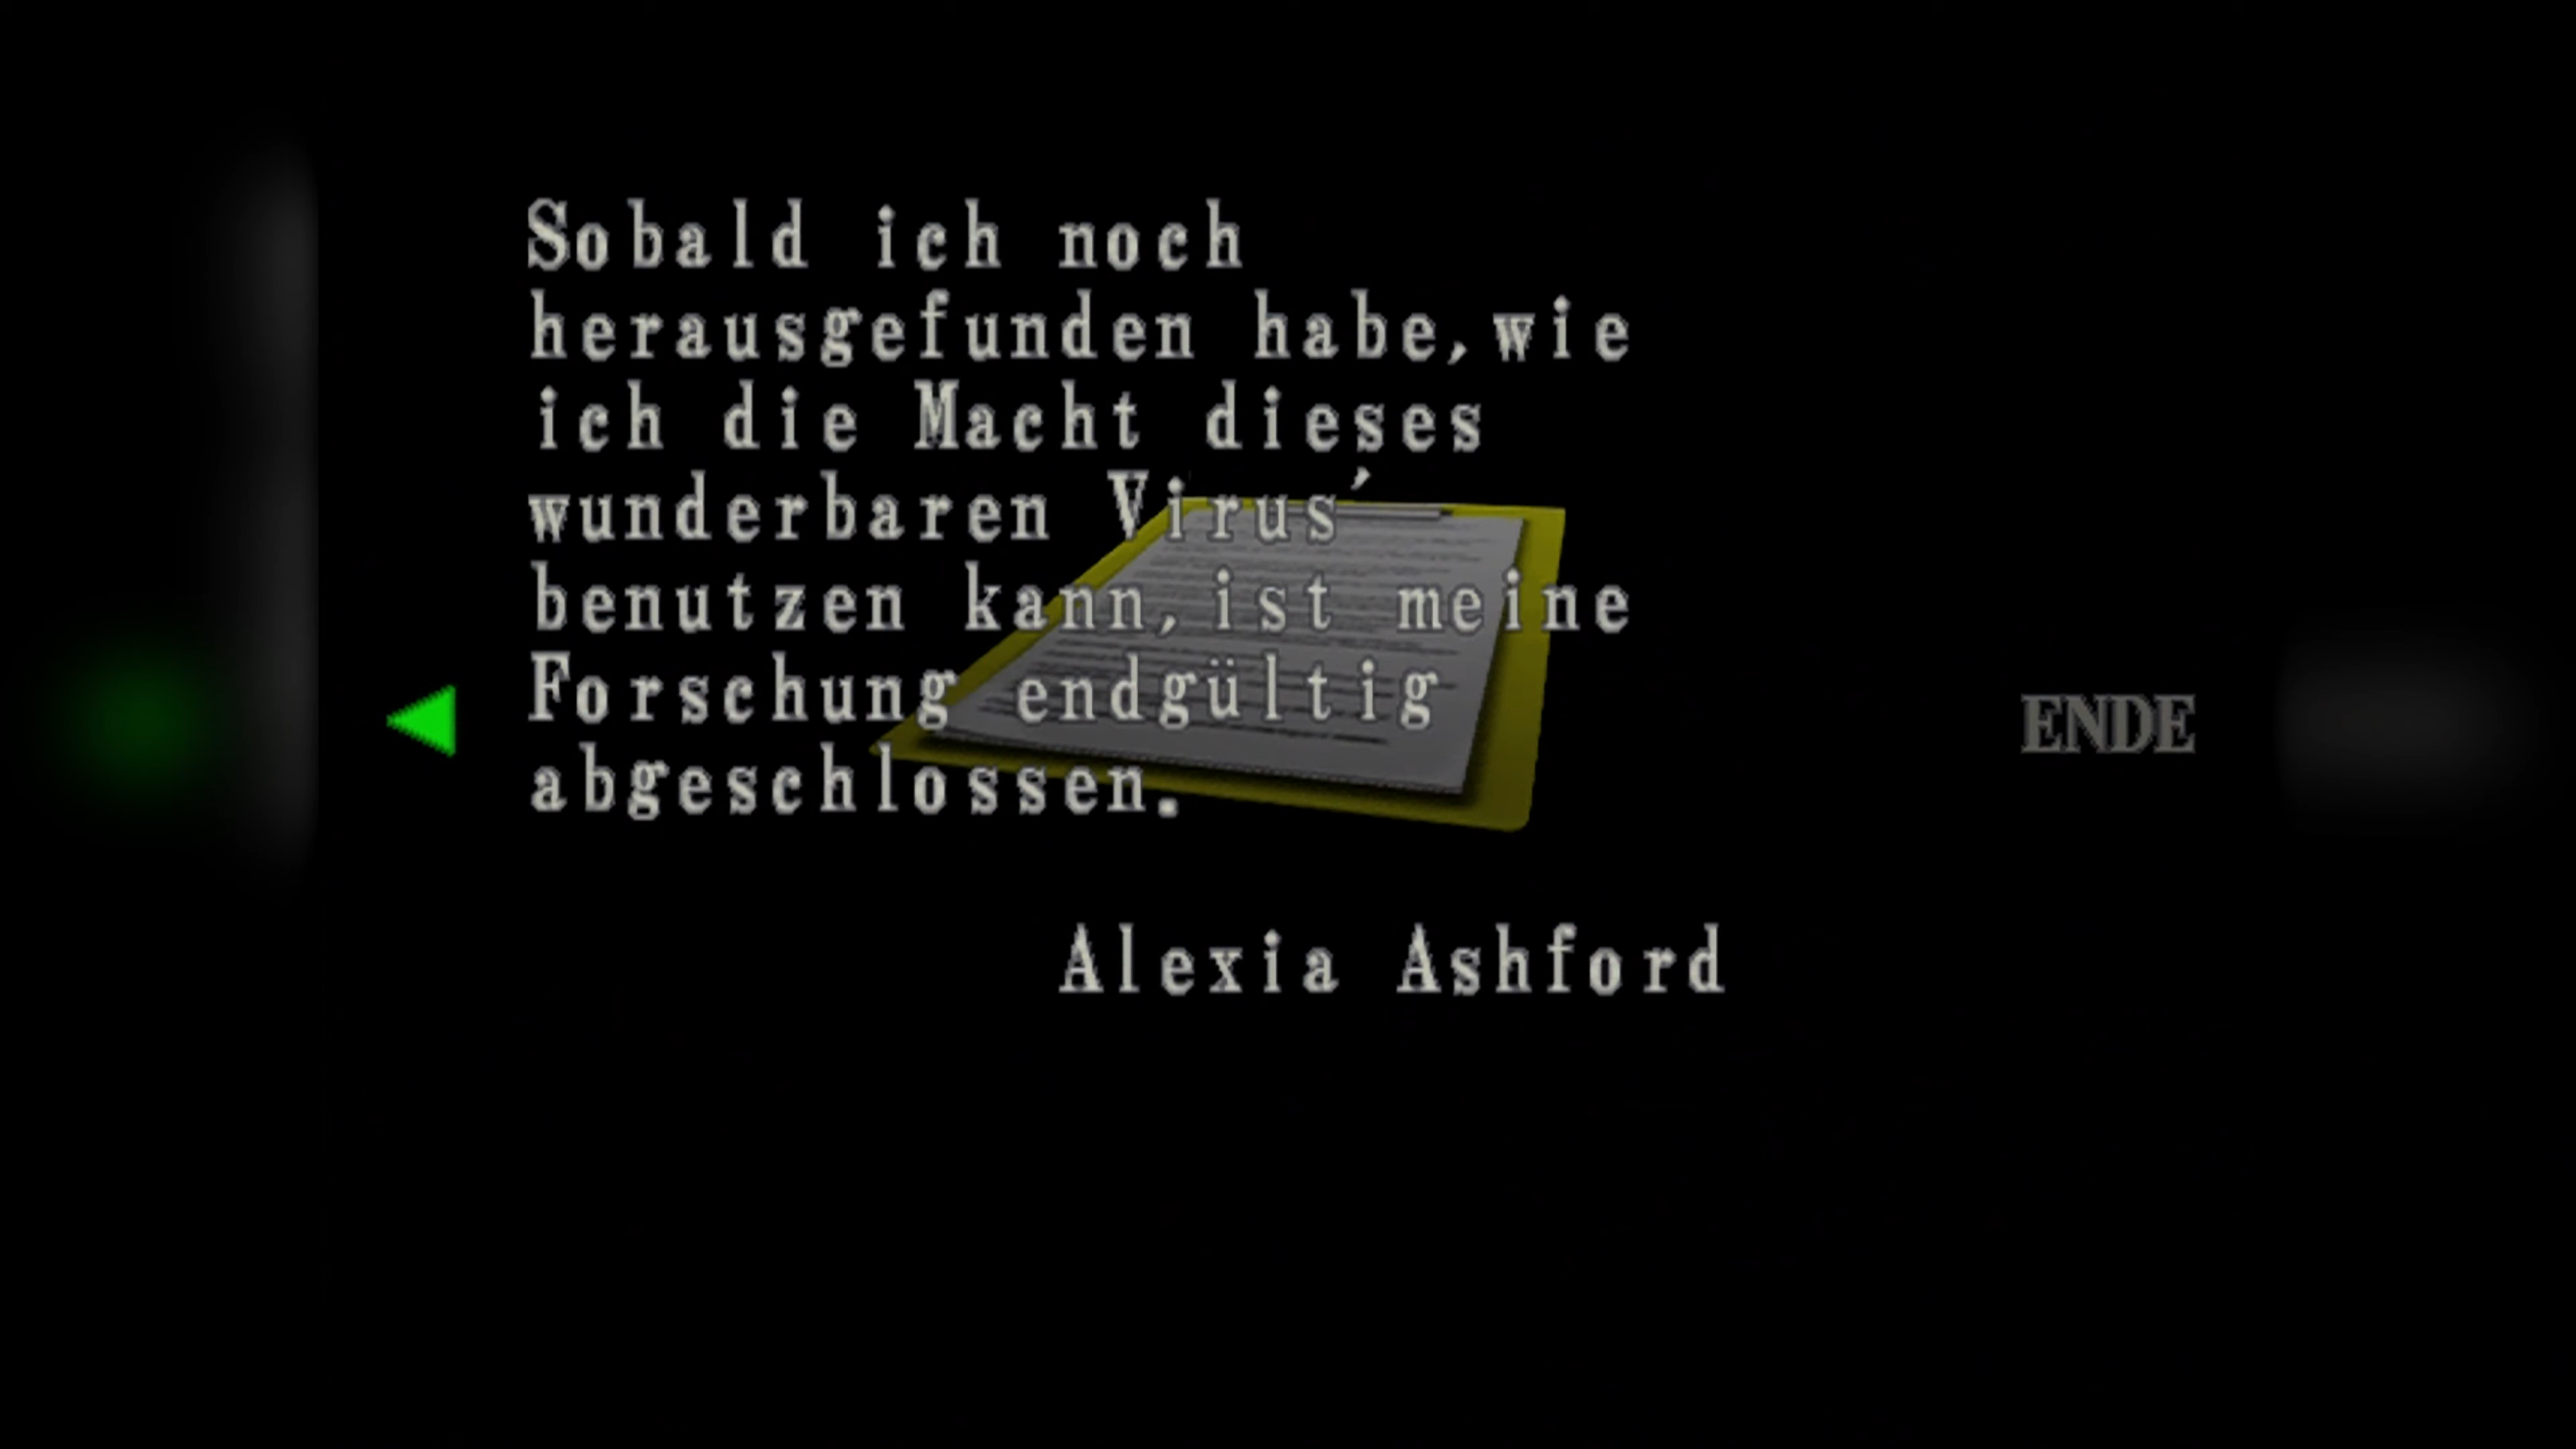 Sobald ich noch
herausgefunden habe,wie
ich die Macht dieses
wunderbaren Virus´
benutzen kann,ist meine
Forschung endgültig
abgeschlossen.
Alexia Ashford
ENDE